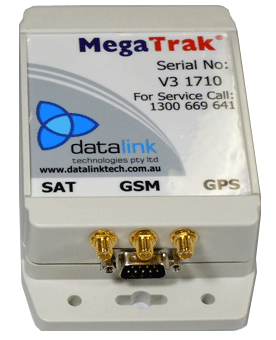 MegaTrak®
Serial No:
V3 1710
For Service Call:
1300 669 641
datalink
technologies pty ltd
www.datalinktech.com.au
SAT GSM GPS